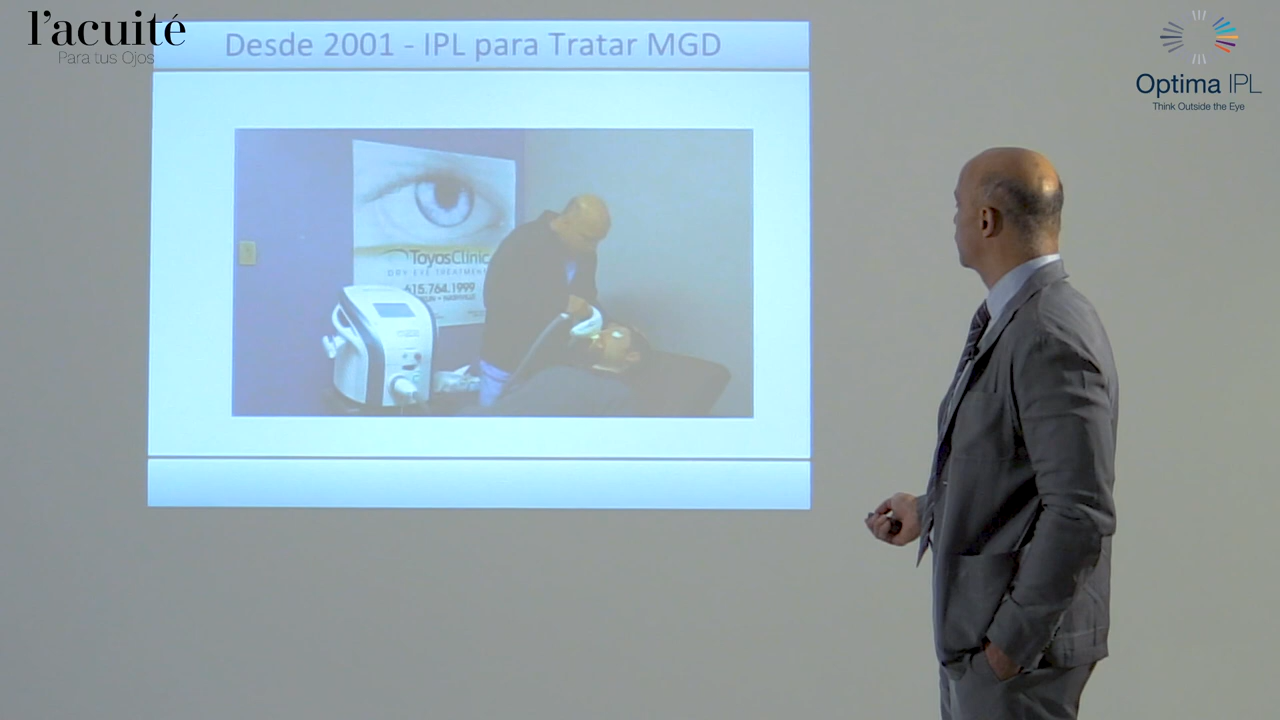 l'acuité
Para tus Ojos
Desde 2001 - IPL para Tratar MGD
Optima IPL
Think Outside the Eye
ToyosClinic
DRY EYE TREATMENT
615.764.1999